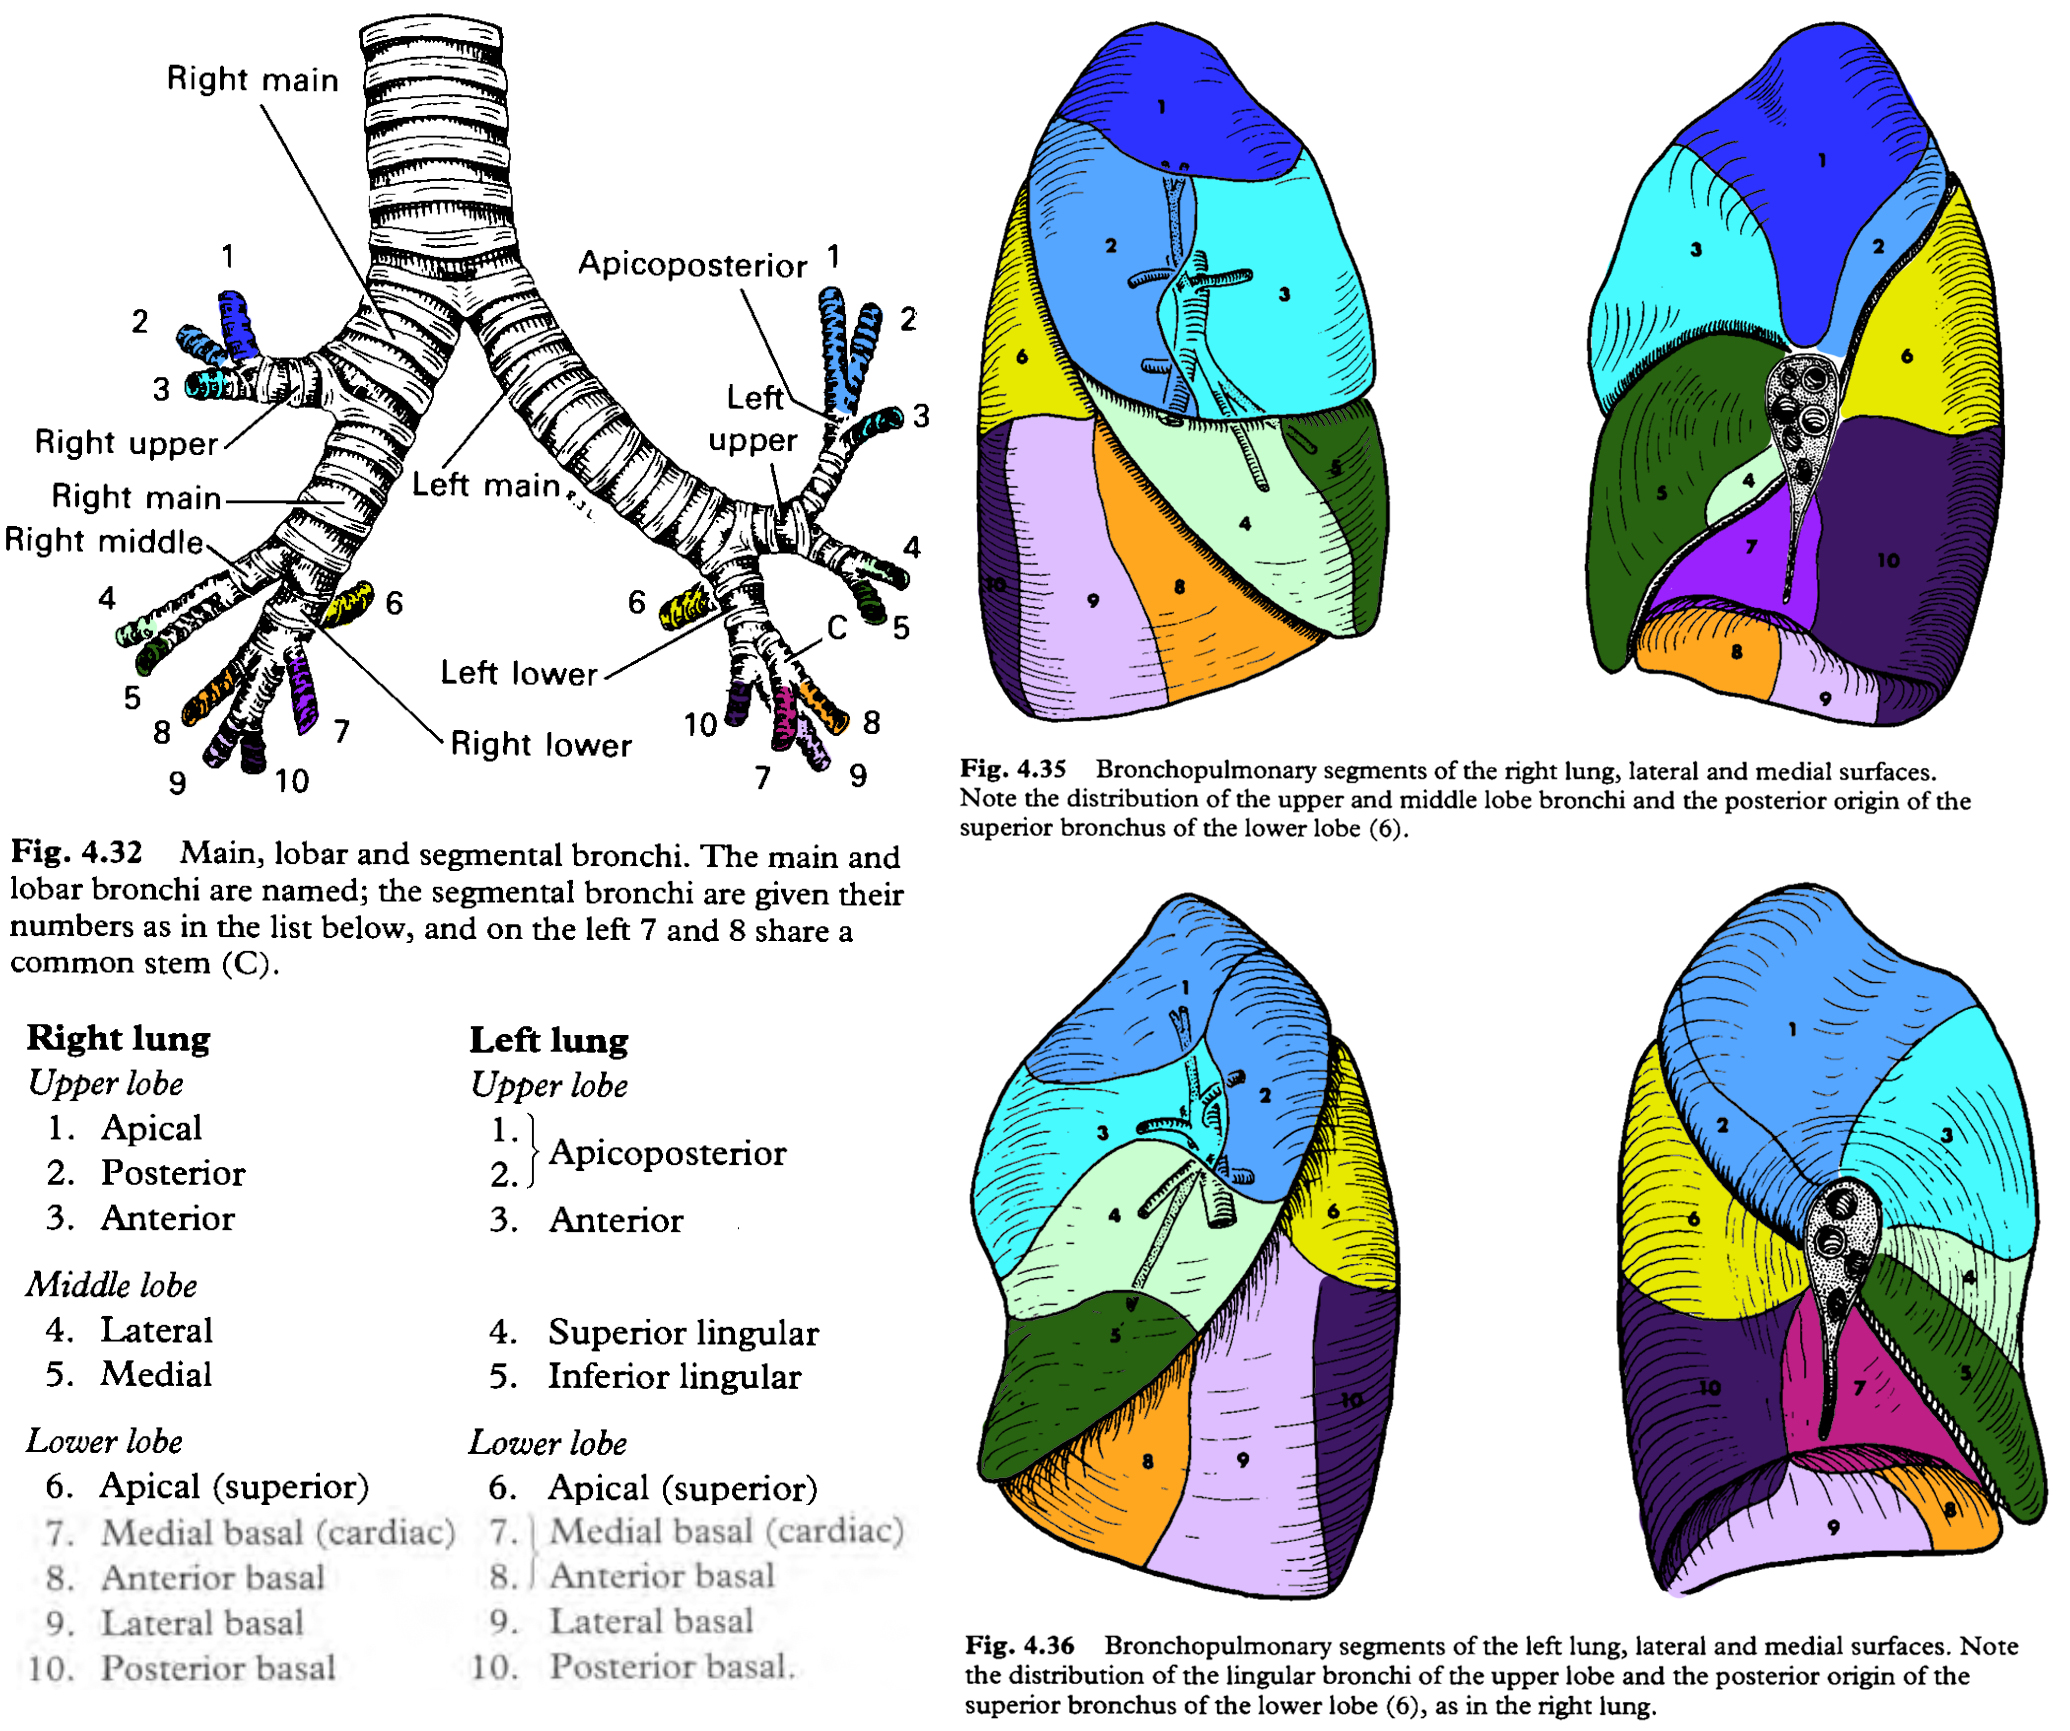 Right main
1
2
3
Right upper
Right main
Right middle
4
5
8
9
10
7
6
Right lower
Left main
R.J.L.
Apicoposterior
1
2
3
Left
upper
4
5
6
C
Left lower
10
7
9
8
Fig. 4.32 Main, lobar and segmental bronchi. The main and
lobar bronchi are named; the segmental bronchi are given their
numbers as in the list below, and on the left 7 and 8 share a
common stem (C).
Right lung
Upper lobe
1. Apical
2. Posterior
3. Anterior
Middle lobe
4. Lateral
5. Medial
Lower lobe
6. Apical (superior)
7. Medial basal (cardiac)
8. Anterior basal
9. Lateral basal
10. Posterior basal
Left lung
Upper lobe
1.
2.
Apicoposterior
3. Anterior
4. Superior lingular
5. Inferior lingular
Lower lobe
6. Apical (superior)
7. Medial basal (cardiac)
8. Anterior basal
9. Lateral basal
10. Posterior basal.
1
2
3
6
5
4
10
9
8
1
3
2
6
5
4
7
10
8
9
Fig. 4.35 Bronchopulmonary segments of the right lung, lateral and medial surfaces.
Note the distribution of the upper and middle lobe bronchi and the posterior origin of the
superior bronchus of the lower lobe (6).
1
2
3
4
6
5
10
8
9
1
2
3
6
4
5
10
7
8
9
Fig. 4.36 Bronchopulmonary segments of the left lung, lateral and medial surfaces. Note
the distribution of the lingular bronchi of the upper lobe and the posterior origin of the
superior bronchus of the lower lobe (6), as in the right lung.